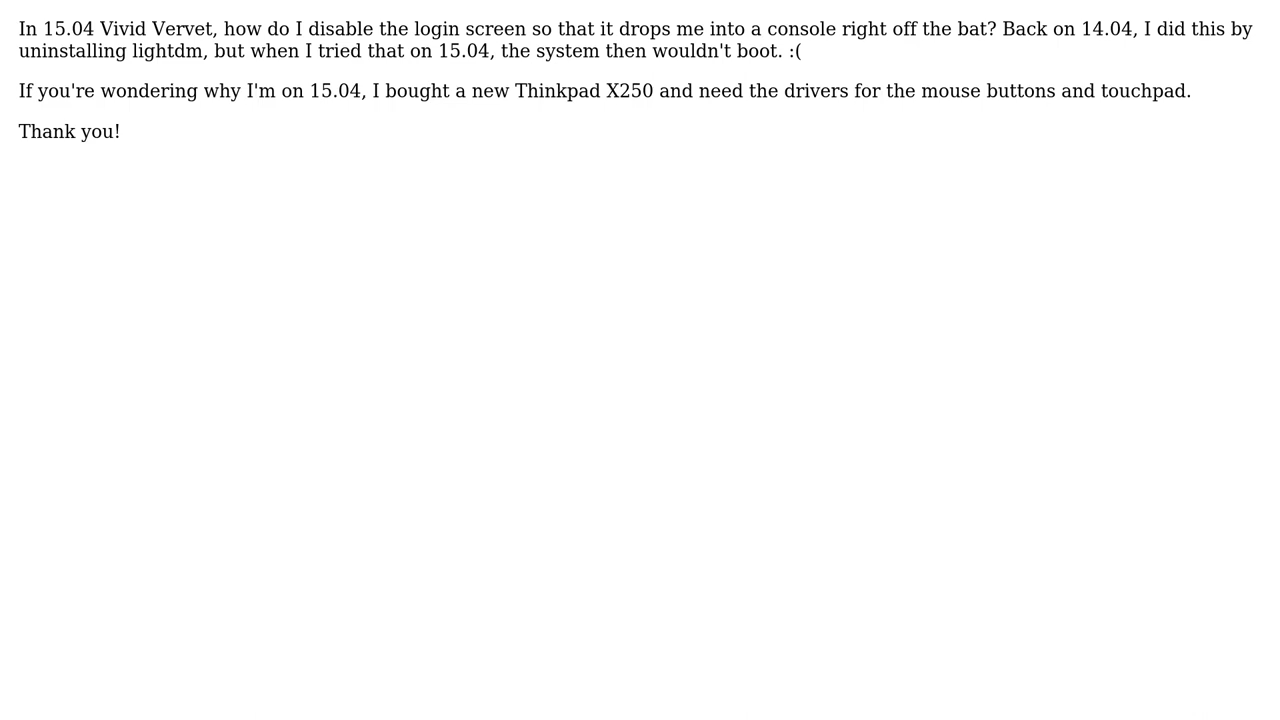 In 15.04 Vivid Vervet, how do I disable the login screen so that it drops me into a console right off the bat? Back on 14.04, I did this by
uninstalling lightdm, but when I tried that on 15.04, the system then wouldn't boot. :(
If you're wondering why I'm on 15.04, I bought a new Thinkpad X250 and need the drivers for the mouse buttons and touchpad.
Thank you!